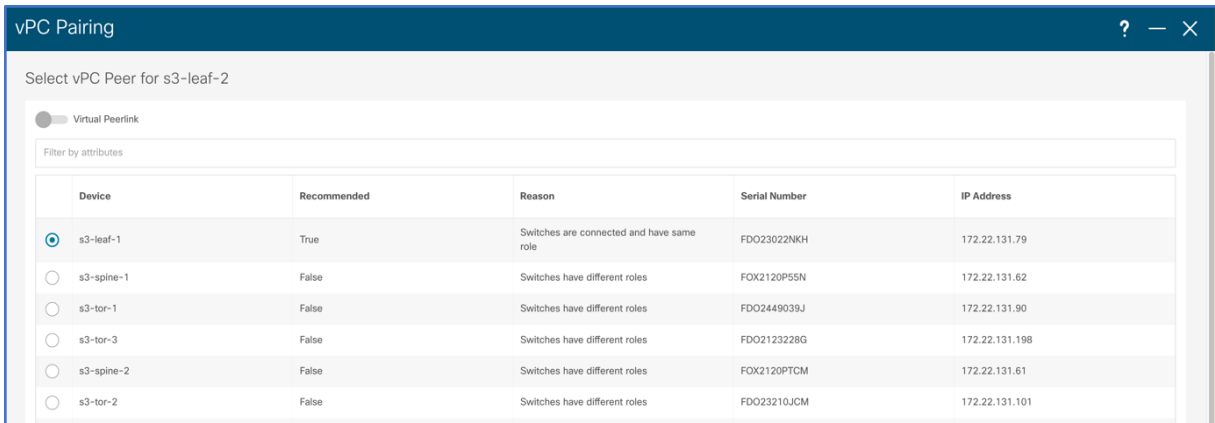 vPC Pairing
?
Select vPC Peer for s3-leaf-2
Virtual Peerlink
Filter by attributes
Device Recommended Reason Serial Number IP Address
s3-leaf-1 True Switches are connected and have same role FDO23022NKH 172.22.131.79
s3-spine-1 False Switches have different roles FOX2120P55N 172.22.131.62
s3-tor-1 False Switches have different roles FDO2449039J 172.22.131.90
s3-tor-3 False Switches have different roles FDO2123228G 172.22.131.198
s3-spine-2 False Switches have different roles FOX2120PTCM 172.22.131.61
s3-tor-2 False Switches have different roles FDO23210JCM 172.22.131.101